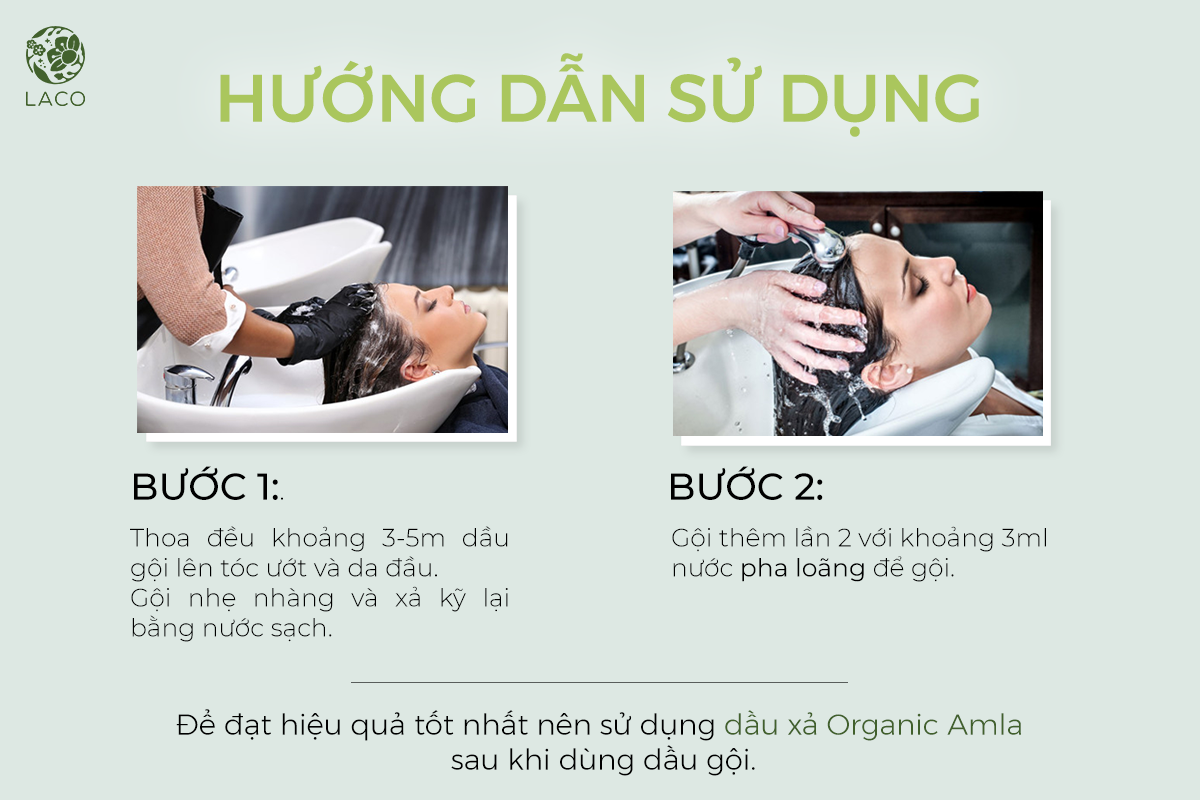 LACO
HƯỚNG DẪN SỬ DỤNG
BƯỚC 1:.
Thoa đều khoảng 3-5m dầu
gội lên tóc ướt và da đầu.
Gội nhẹ nhàng và xả kỹ lại
bằng nước sạch.
BƯỚC 2:
Gội thêm lần 2 với khoảng 3ml
nước pha loãng để gội.
Để đạt hiệu quả tốt nhất nên sử dụng dầu xả Organic Amla
sau khi dùng dầu gội.